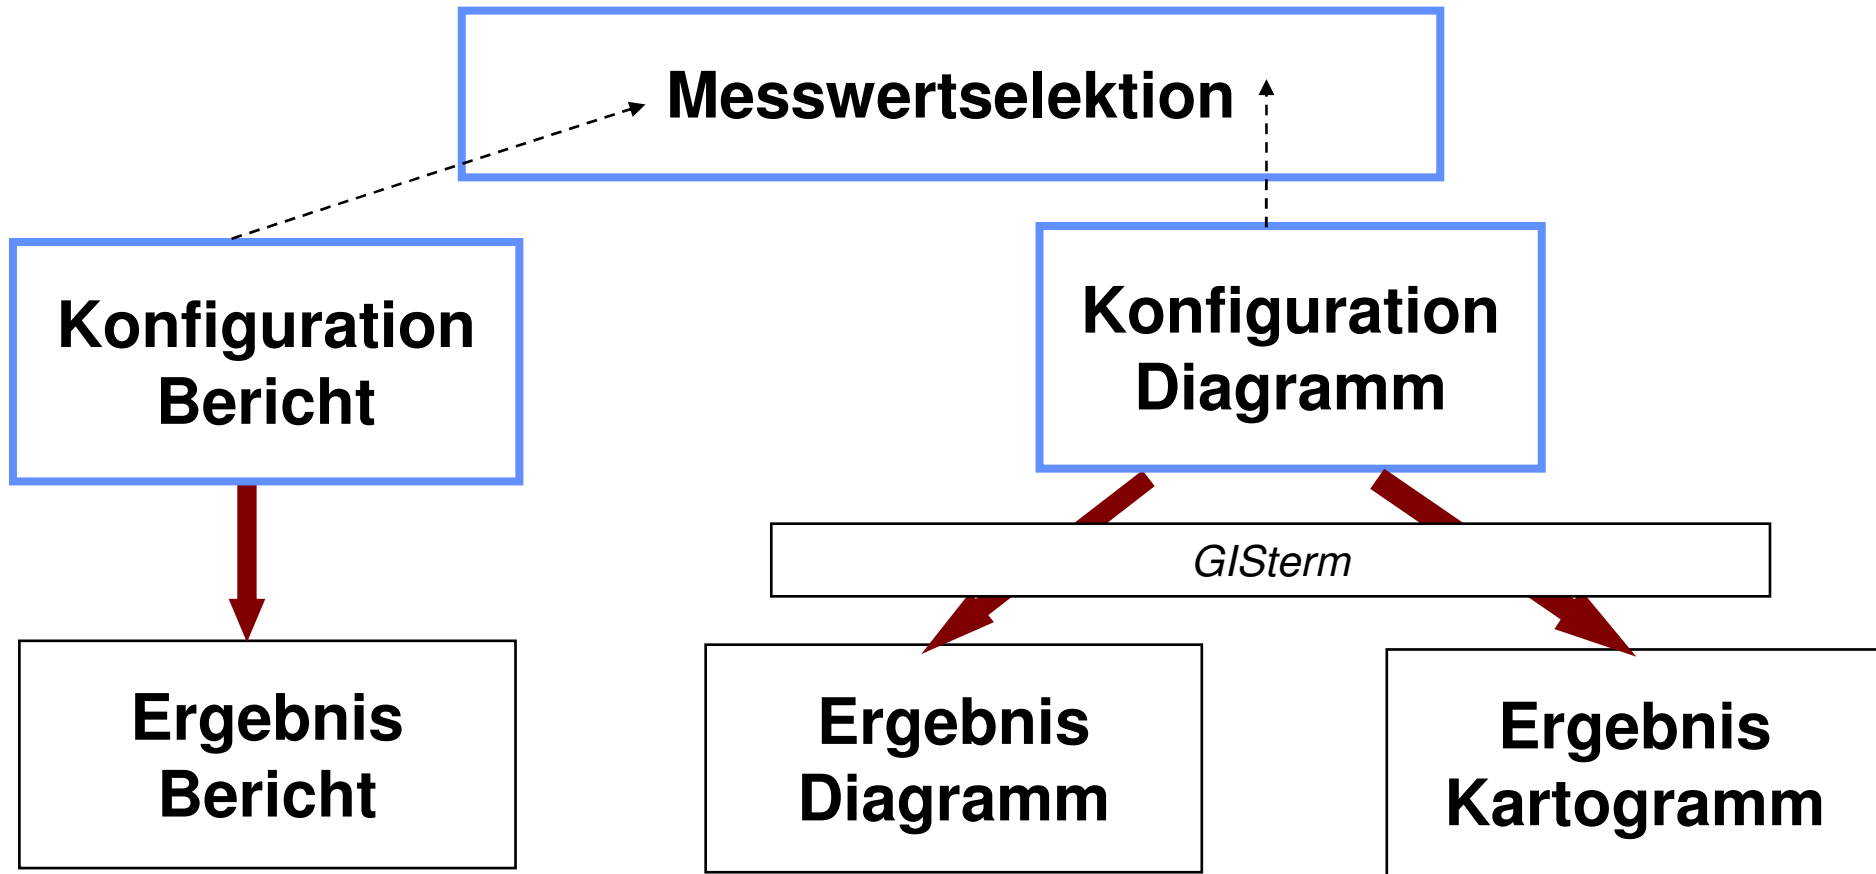 Messwertselektion
Konfiguration
Bericht
Konfiguration
Diagramm
GISterm
Ergebnis
Bericht
Ergebnis
Diagramm
Ergebnis
Kartogramm